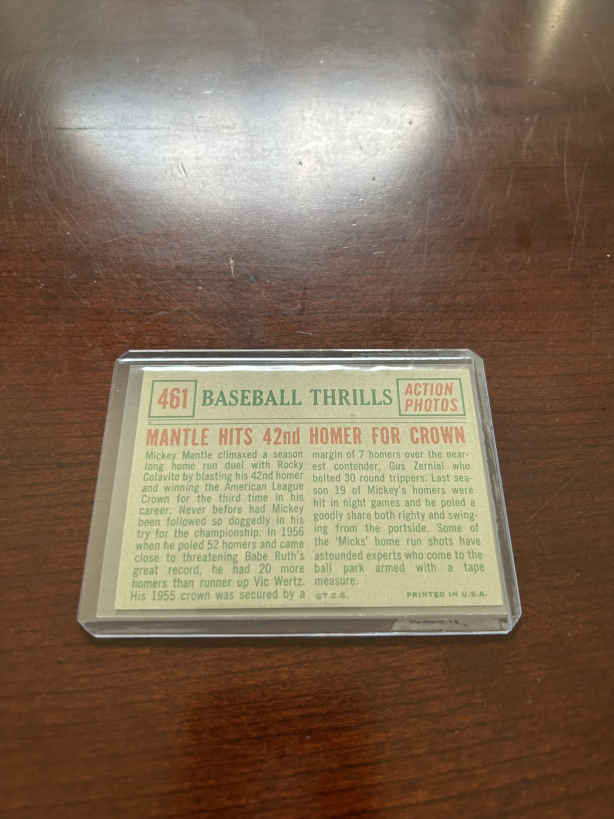 461 BASEBALL THRILLS ACTION PHOTOS
MANTLE HITS 42nd HOMER FOR CROWN
Mickey Mantle climaxed a season
long home run duel with Rocky
Colavito by blasting his 42nd homer
and winning the American League
Crown for the third time in his
career. Never before had Mickey
been followed so doggedly in his
try for the championship. In 1956
when he poled 52 homers and came
close to threatening Babe Ruth's
great record, he had 20 more
homers than runner up Vic Wertz.
His 1955 crown was secured by a
margin of 7 homers over the near-
est contender, Gus Zernial who
bolted 30 round trippers. Last sea-
son 19 of Mickey's homers were
hit in night games and he poled a
goodly share both righty and swing-
ing from the portside. Some of
the 'Micks' home run shots have
astounded experts who come to the
ball park armed with a tape
measure.
©T.C.G. PRINTED IN U.S.A.